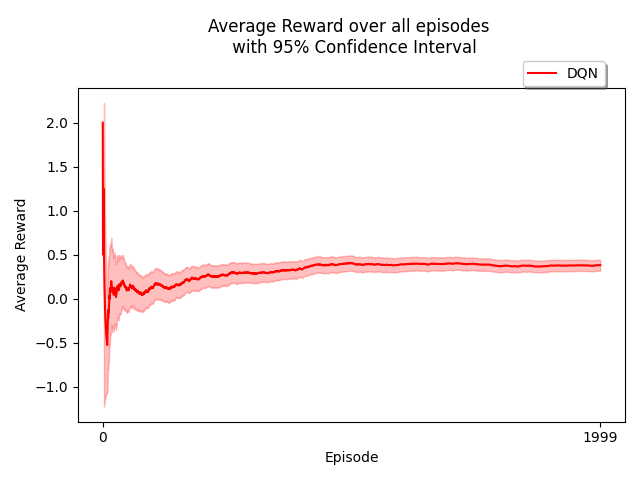 Average Reward over all episodes
with 95% Confidence Interval
DQN
2.0
1.5
1.0
0.5
0.0
−0.5
−1.0
Average Reward
0
1999
Episode